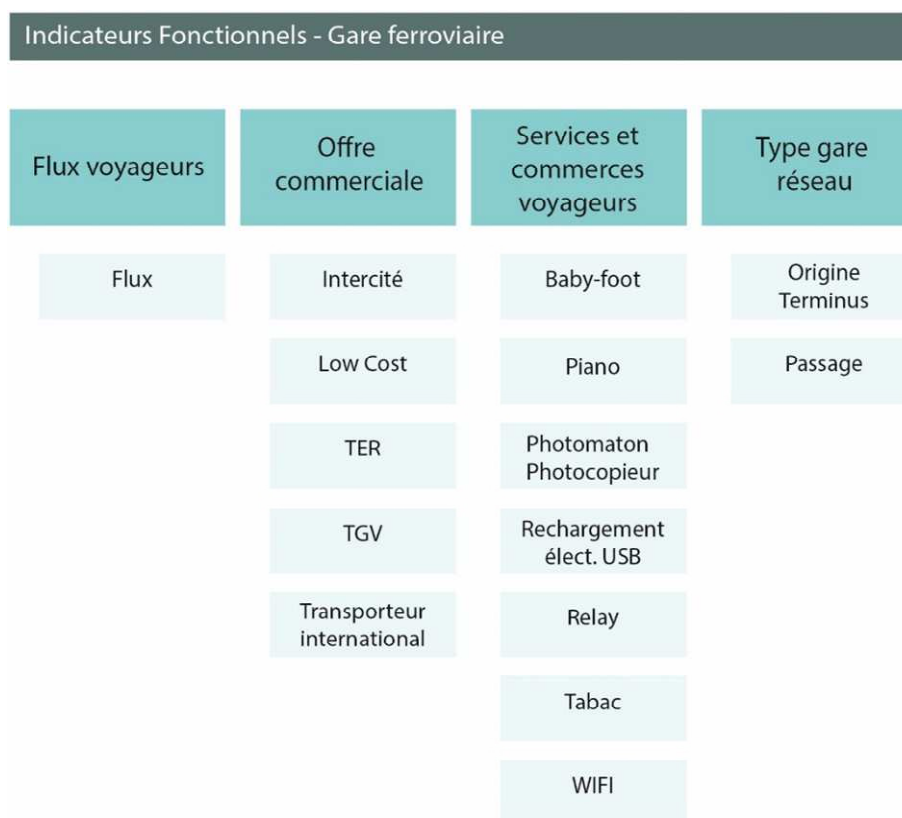 Indicateurs Fonctionnels - Gare ferroviaire
Flux voyageurs
Offre
commerciale
Services et
commerces
voyageurs
Type gare
réseau
Flux
Intercité
Baby-foot
Origine
Terminus
Low Cost
Piano
Passage
TER
Photomaton
Photocopieur
TGV
Rechargement
élect. USB
Transporteur
international
Relay
Tabac
WIFI